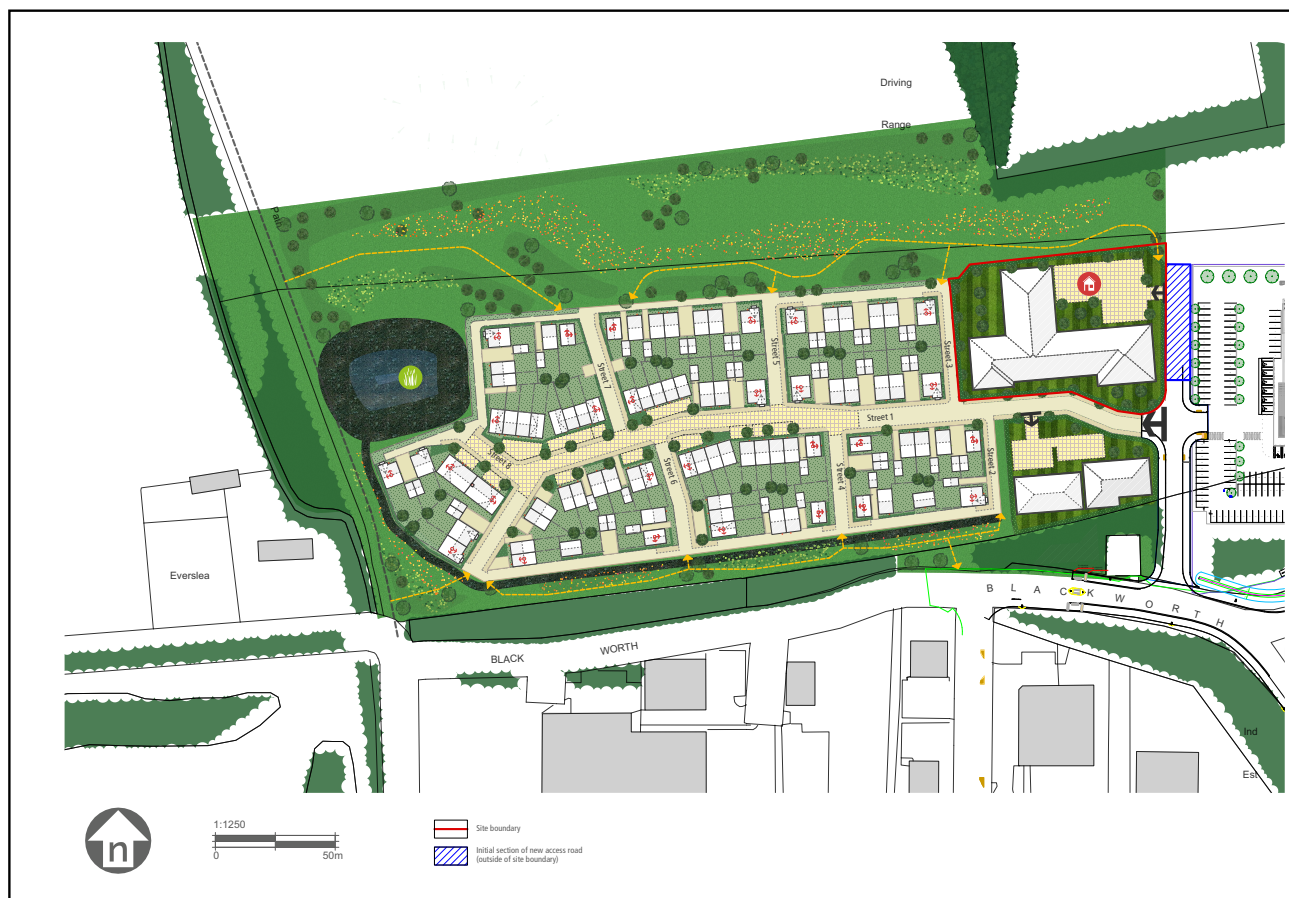 Driving
Range
Path
Street 5
Street 3
Street 7
Street 1
Street 8
Street 6
Street 4
Street 2
Everslea
BLACKWORTH
BLACK WORTH
Ind
Est
n
1:1250
0 50m
Site boundary
Initial section of new access road
(outside of site boundary)